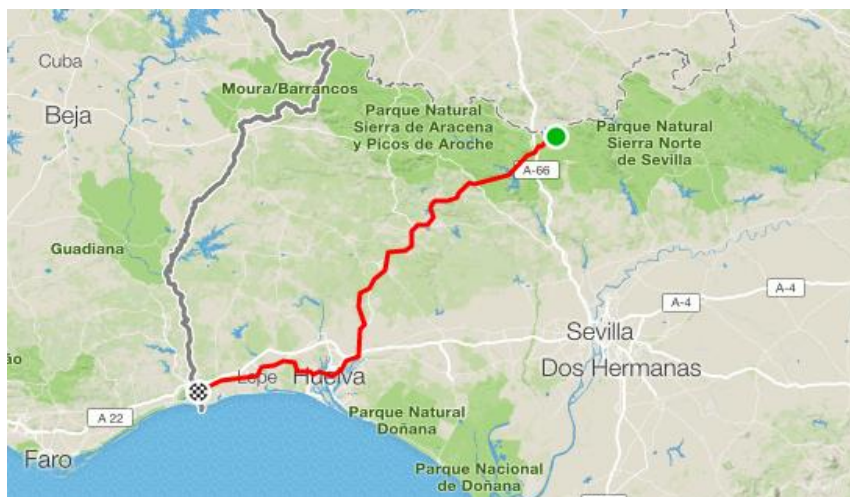 Cuba
Moura/Barrancos
Beja
Parque Natural
Sierra de Aracena
y Picos de Aroche
Parque Natural
Sierra Norte
de Sevilla
A-66
Guadiana
A-4
A-4
Sevilla
ão
Lepe
Huelva
Dos Hermanas
A 22
Parque Natural
Doñana
Faro
Parque Nacional
de Doñana